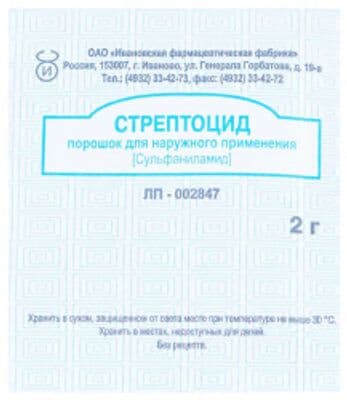 ОАО «Ивановская фармацевтическая фабрика»
Россия, 153007, г. Иваново, ул. Генерала Горбатова, д. 19-а
Тел.: (4932) 33-42-73, факс: (4932) 33-42-72
СТРЕПТОЦИД
порошок для наружного применения
[Сульфаниламид]
ЛП - 002847
2 г
Хранить в сухом, защищенном от света месте при температуре не выше 30 °С.
Хранить в местах, недоступных для детей.
Без рецепта.